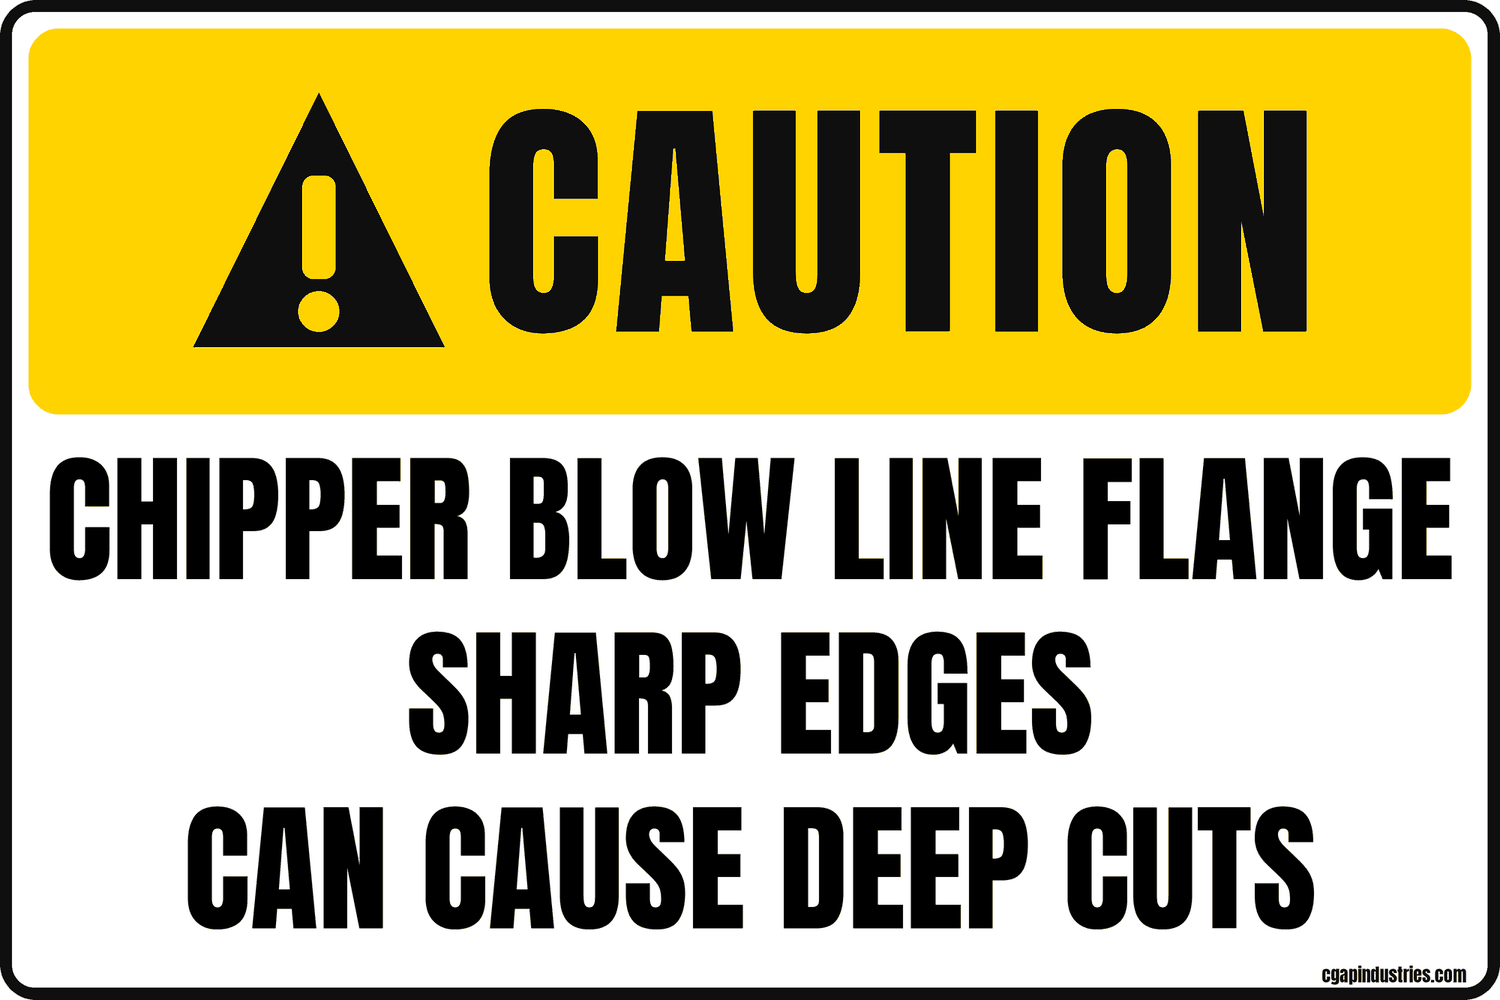 CAUTION
CHIPPER BLOW LINE FLANGE
SHARP EDGES
CAN CAUSE DEEP CUTS
cgapindustries.com